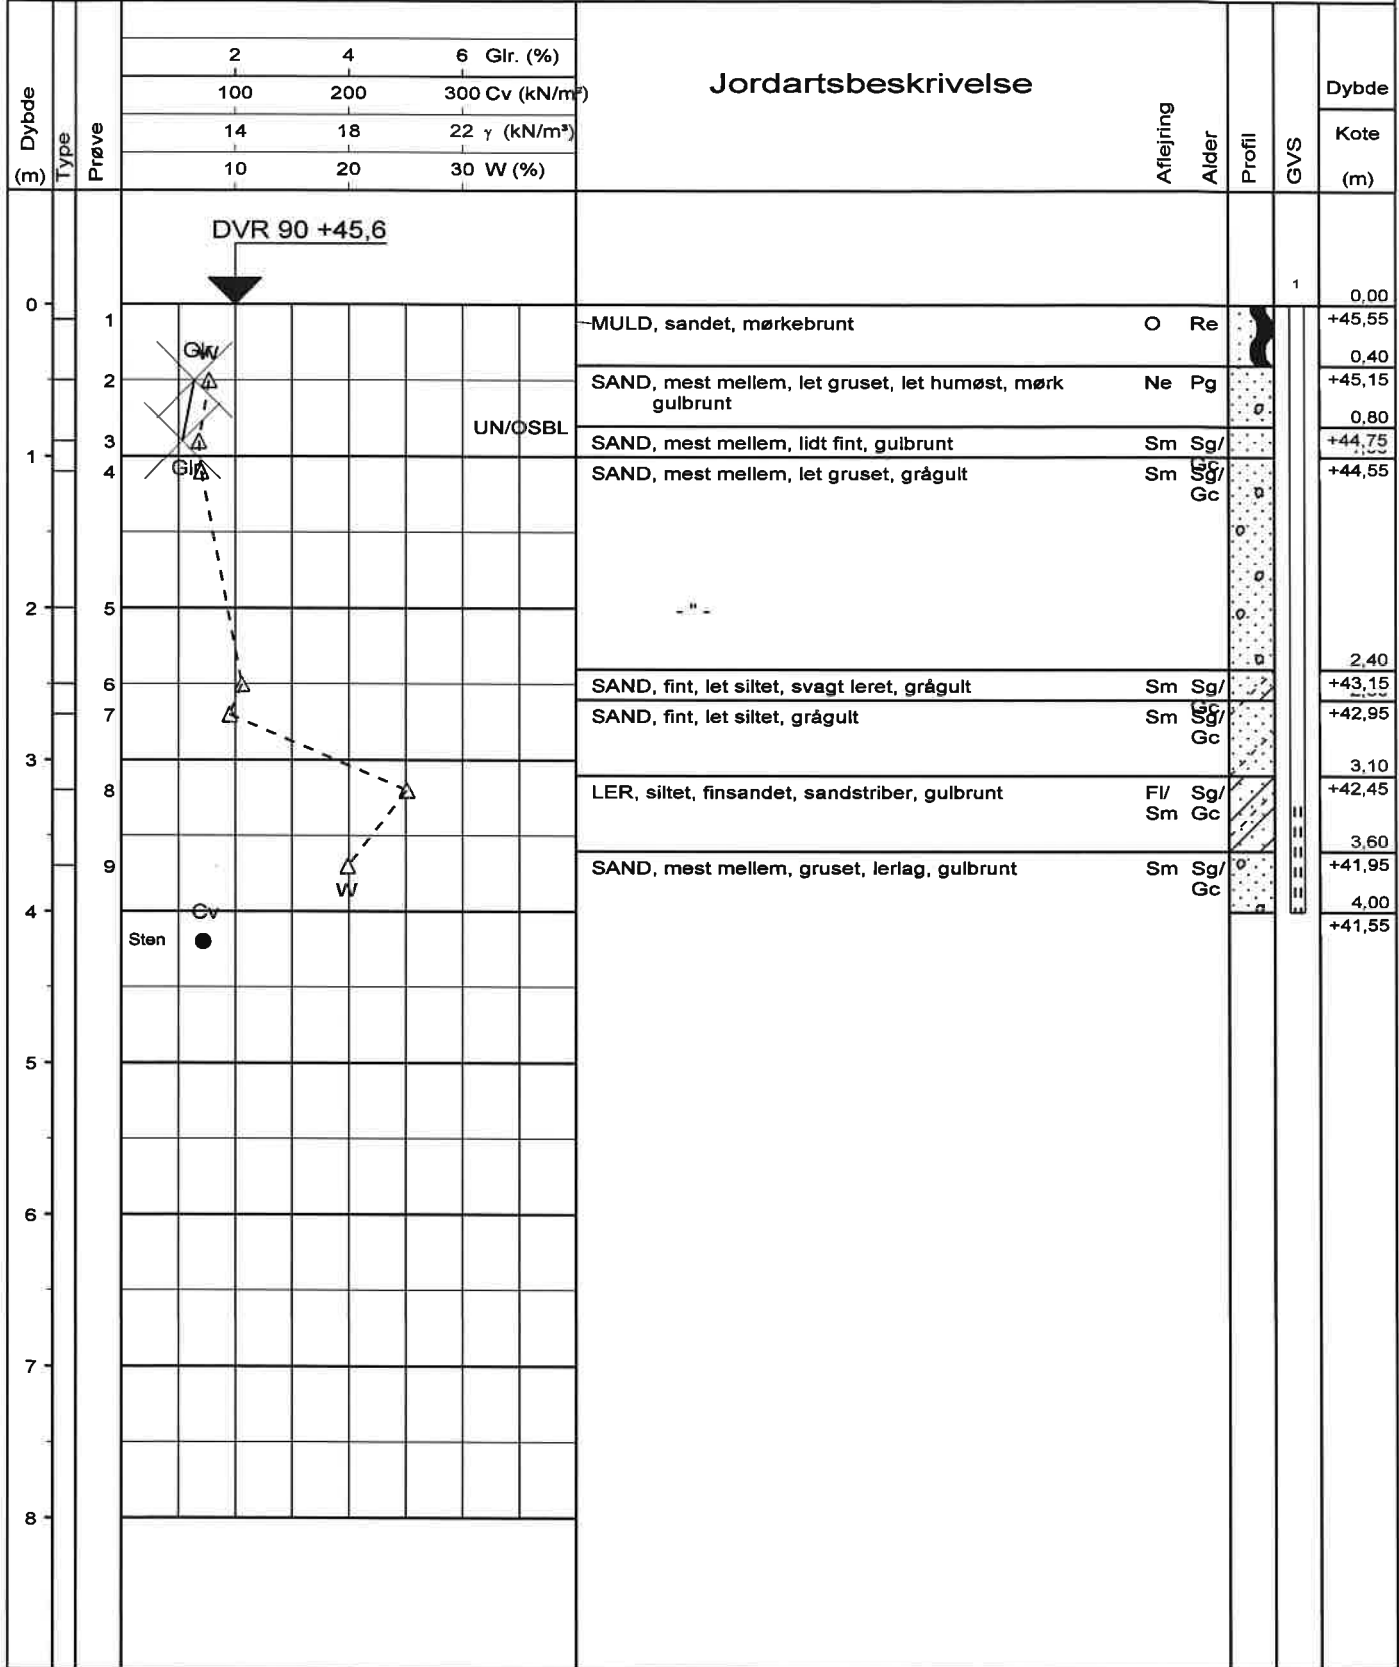 2 4 6 Glr. (%)
100 200 300 Cv (kN/m²)
14 18 22 γ (kN/m³)
10 20 30 W (%)
Dybde (m)
Type
Prøve
Jordartsbeskrivelse
Aflejring
Alder
Profil
GVS
Dybde
Kote
(m)
DVR 90 +45,6
1
0 0,00
1 MULD, sandet, mørkebrunt O Re +45,55
Glr W
0,40
2 SAND, mest mellem, let gruset, let humøst, mørk Ne Pg +45,15
gulbrunt
0,80
UN/OSBL
3 SAND, mest mellem, lidt fint, gulbrunt Sm Sg/ +44,75
Gc
1
Glr
4 SAND, mest mellem, let gruset, grågult Sm Sg/ +44,55
Gc
2 5 - " -
2,40
6 SAND, fint, let siltet, svagt leret, grågult Sm Sg/ +43,15
Gc
7 SAND, fint, let siltet, grågult Sm Sg/ +42,95
Gc
3 3,10
8 LER, siltet, finsandet, sandstriber, gulbrunt Fl/ Sg/ +42,45
Sm Gc
3,60
9 SAND, mest mellem, gruset, lerlag, gulbrunt Sm Sg/ +41,95
Gc
W
4 Cv 4,00
+41,55
Sten
5
6
7
8